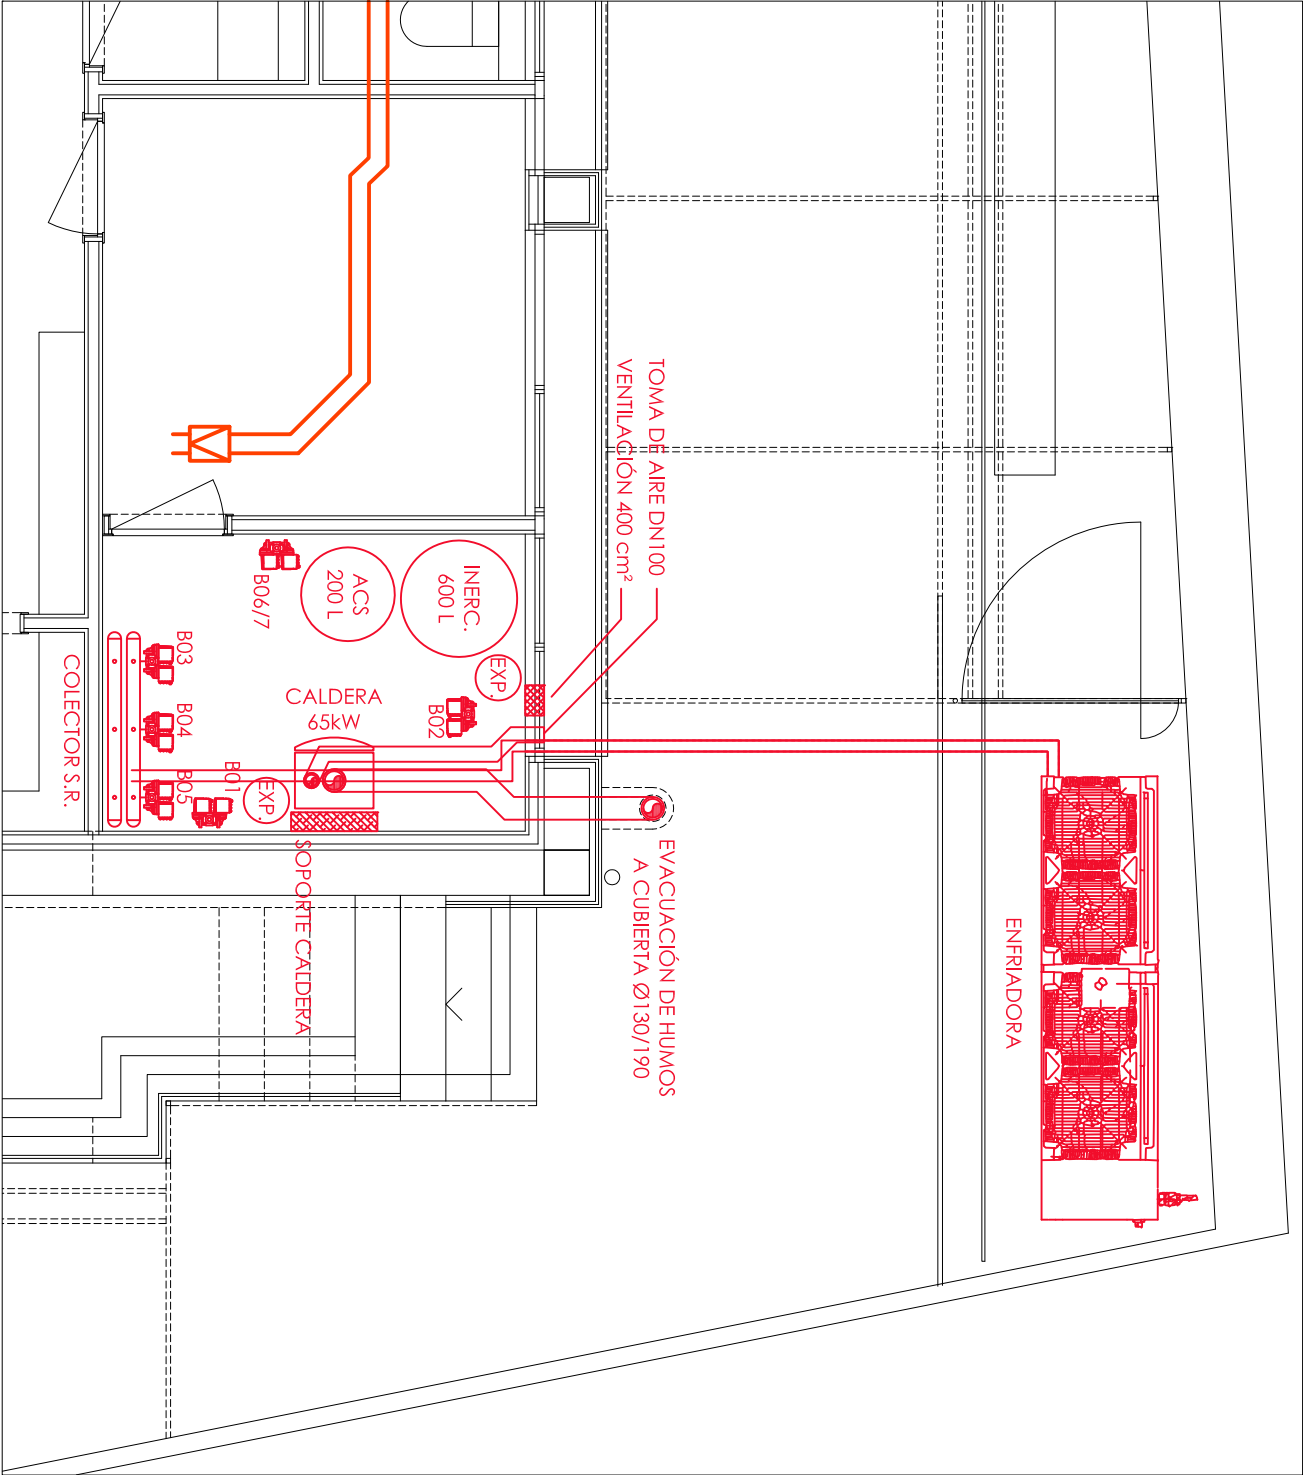 TOMA DE AIRE DN100
VENTILACIÓN 400 cm²
INERC.
600 L
ACS
200 L
B06/7
EXP.
B03
CALDERA
65kW
B02
B04
COLECTOR S.R.
B05
B01
EXP.
SOPORTE CALDERA
EVACUACIÓN DE HUMOS
A CUBIERTA Ø130/190
ENFRIADORA
8